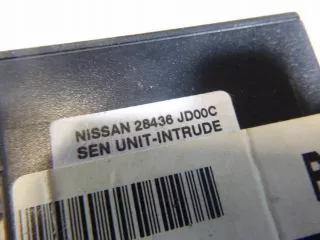 NISSAN 28436 JD00C
SEN UNIT-INTRUDE